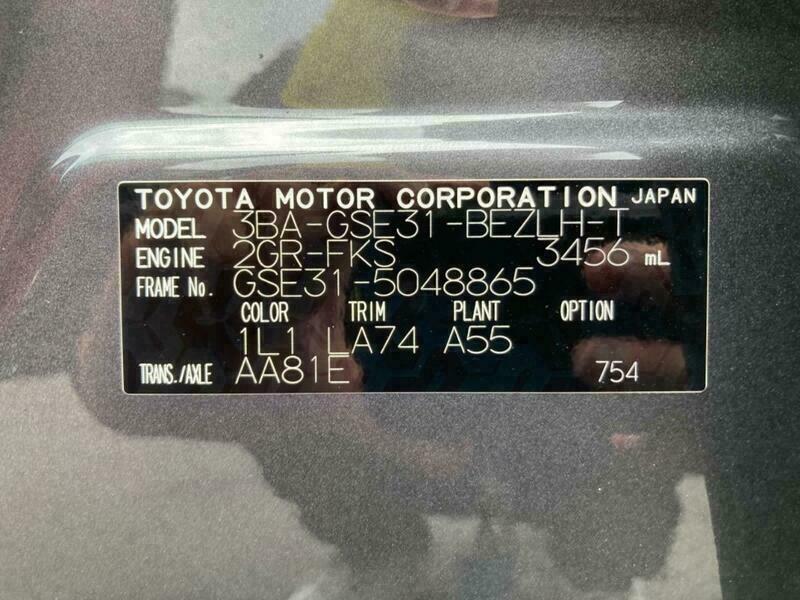 TOYOTA MOTOR CORPORATION JAPAN
MODEL 3BA-GSE31-BEZLH-T
ENGINE 2GR-FKS 3456 mL
FRAME No. GSE31-5048865
COLOR TRIM PLANT OPTION
1L1 LA74 A55
TRANS./AXLE AA81E 754